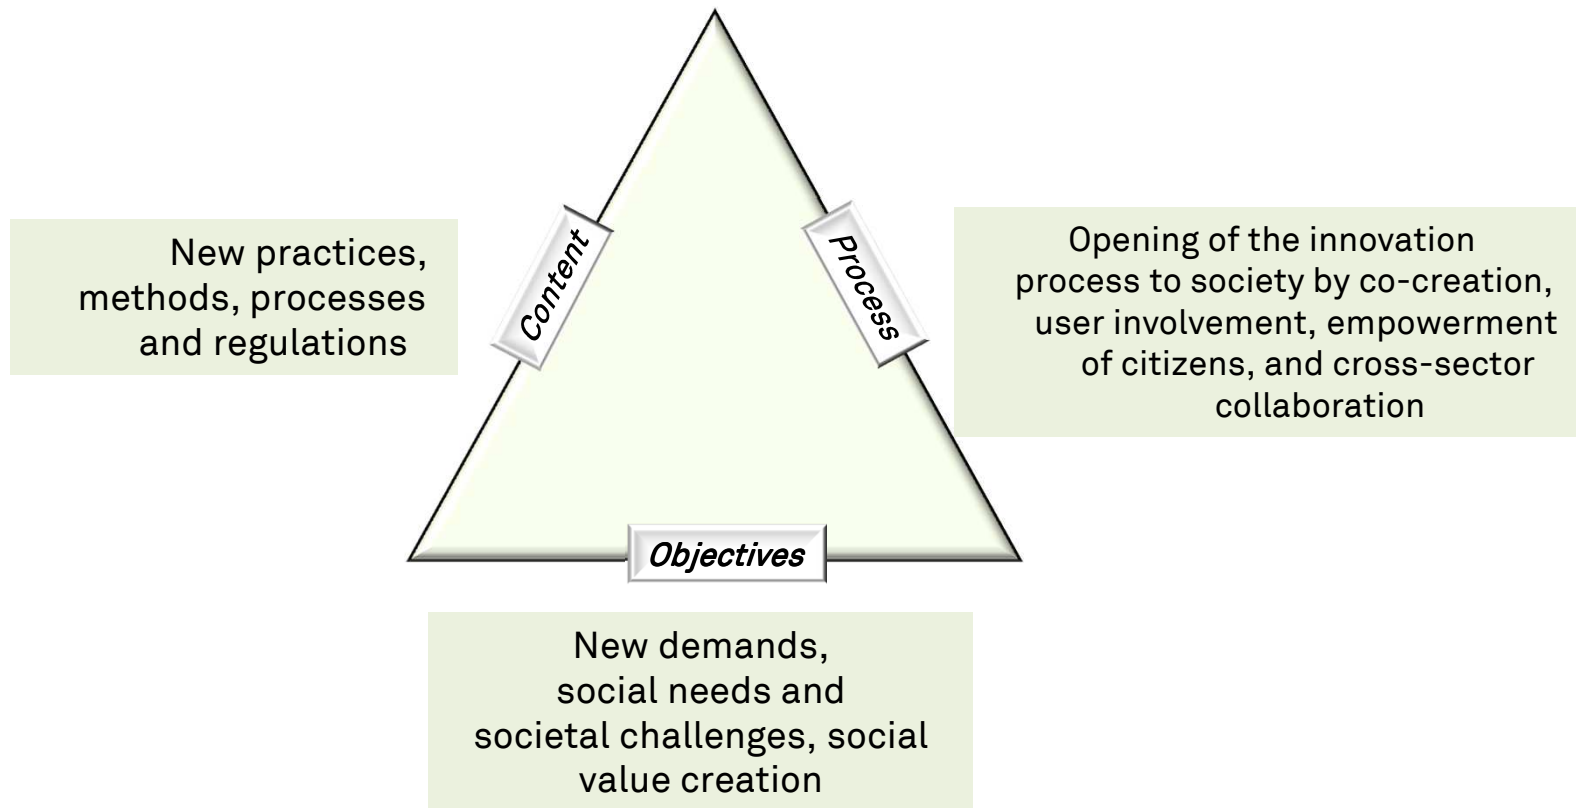 Content
New practices,
methods, processes
and regulations
Process
Opening of the innovation
process to society by co-creation,
user involvement, empowerment
of citizens, and cross-sector
collaboration
Objectives
New demands,
social needs and
societal challenges, social
value creation